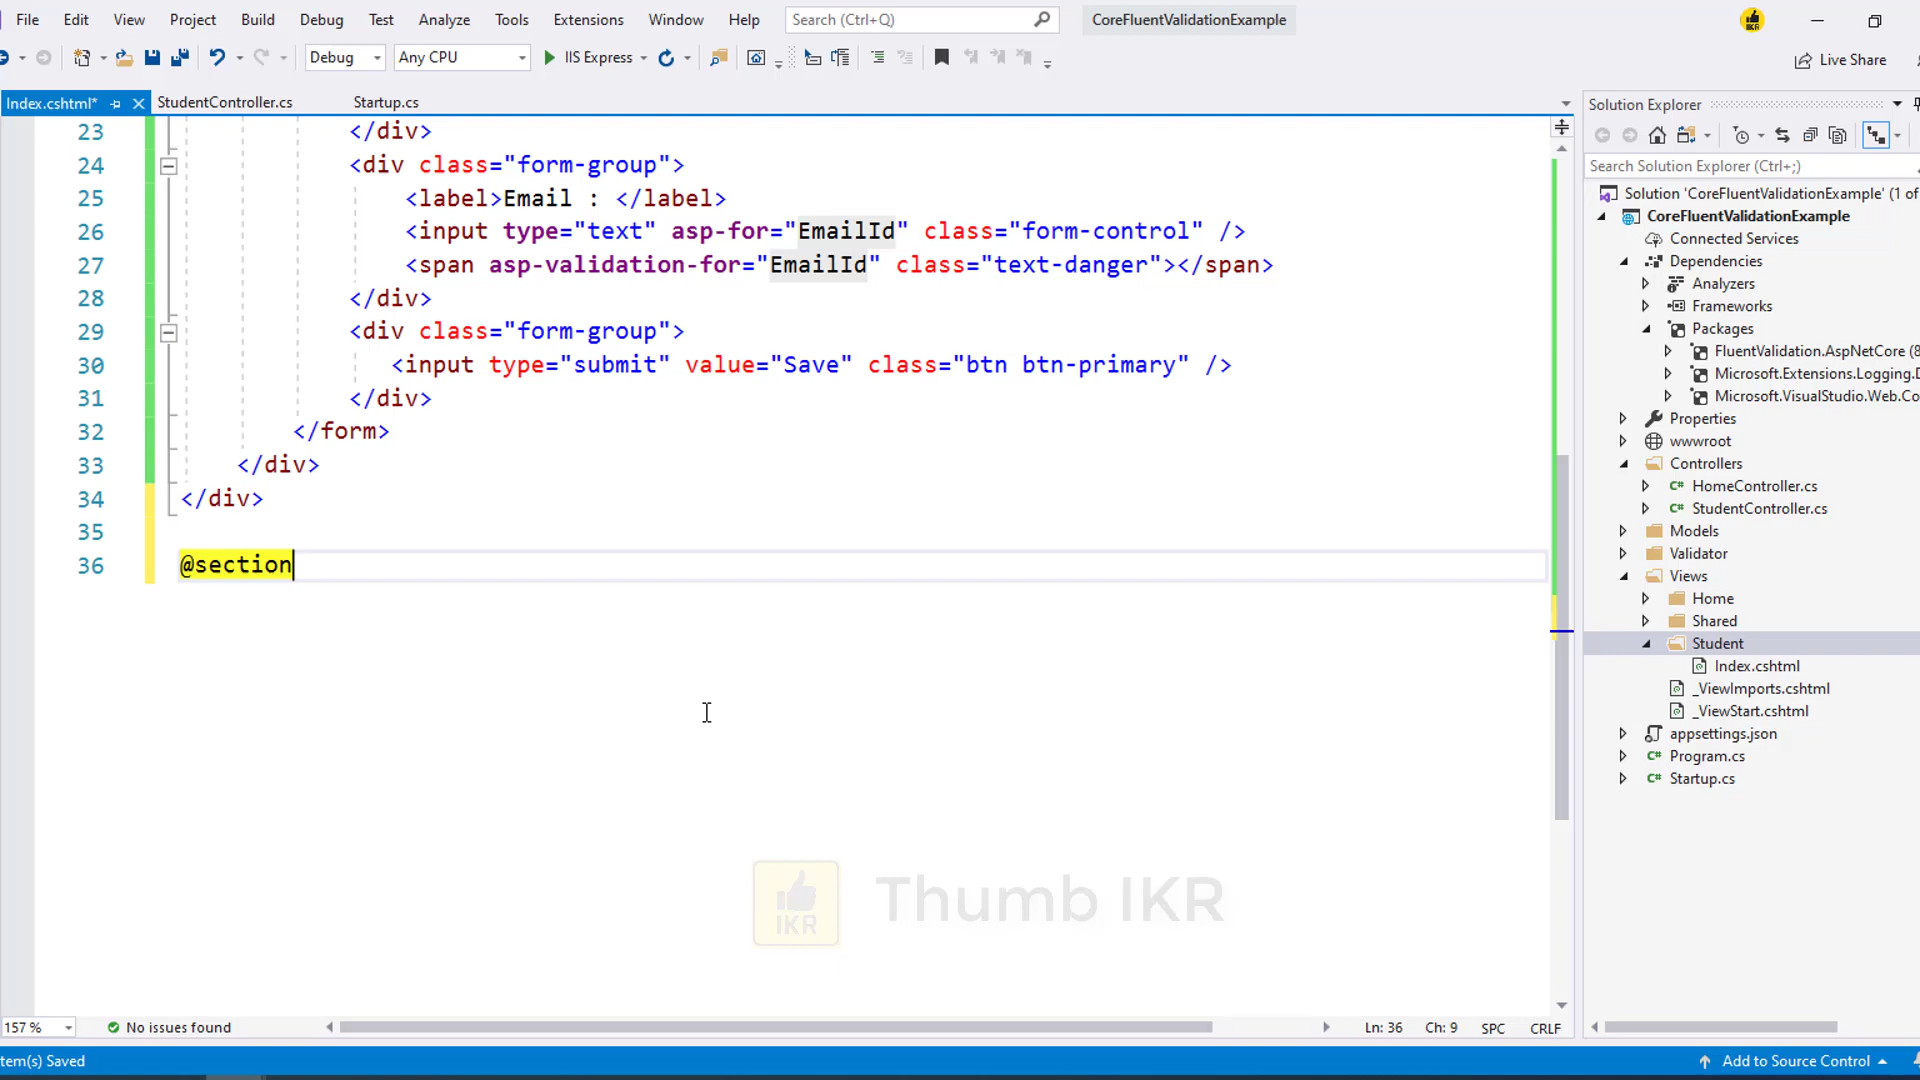 File Edit View Project Build Debug Test Analyze Tools Extensions Window Help Search (Ctrl+Q) CoreFluentValidationExample
Debug Any CPU IIS Express Live Share
Index.cshtml* StudentController.cs Startup.cs
23 </div>
24 <div class="form-group">
25 <label>Email : </label>
26 <input type="text" asp-for="EmailId" class="form-control" />
27 <span asp-validation-for="EmailId" class="text-danger"></span>
28 </div>
29 <div class="form-group">
30 <input type="submit" value="Save" class="btn btn-primary" />
31 </div>
32 </form>
33 </div>
34 </div>
35
36 @section
Solution Explorer
Search Solution Explorer (Ctrl+;)
Solution 'CoreFluentValidationExample' (1 of
CoreFluentValidationExample
Connected Services
Dependencies
Analyzers
Frameworks
Packages
FluentValidation.AspNetCore (8
Microsoft.Extensions.Logging.D
Microsoft.VisualStudio.Web.Co
Properties
wwwroot
Controllers
C# HomeController.cs
C# StudentController.cs
Models
Validator
Views
Home
Shared
Student
Index.cshtml
_ViewImports.cshtml
_ViewStart.cshtml
appsettings.json
C# Program.cs
C# Startup.cs
IKR Thumb IKR
157 % No issues found Ln: 36 Ch: 9 SPC CRLF
tem(s) Saved Add to Source Control